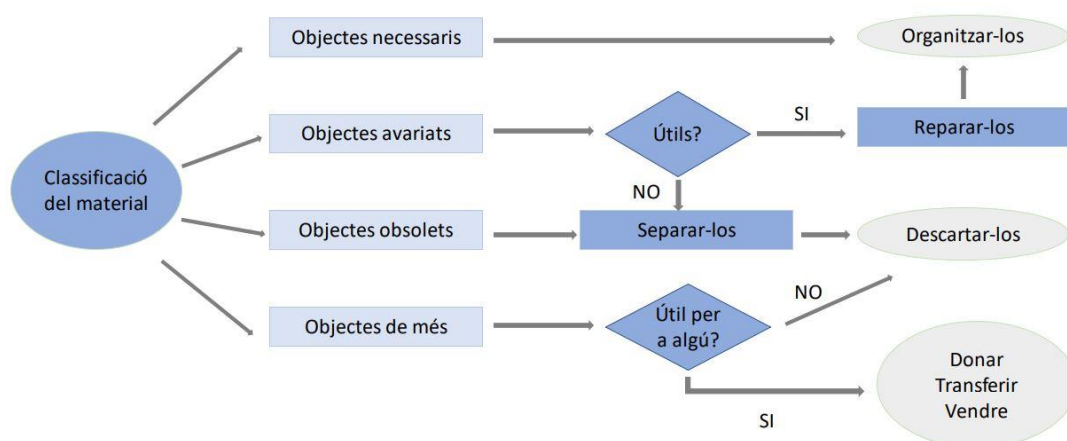 Objectes necessaris
Organitzar-los
Objectes avariats
Útils?
SI
Reparar-los
Classificació
del material
NO
Objectes obsolets
Separar-los
Descartar-los
Objectes de més
Útil per
a algú?
NO
SI
Donar
Transferir
Vendre